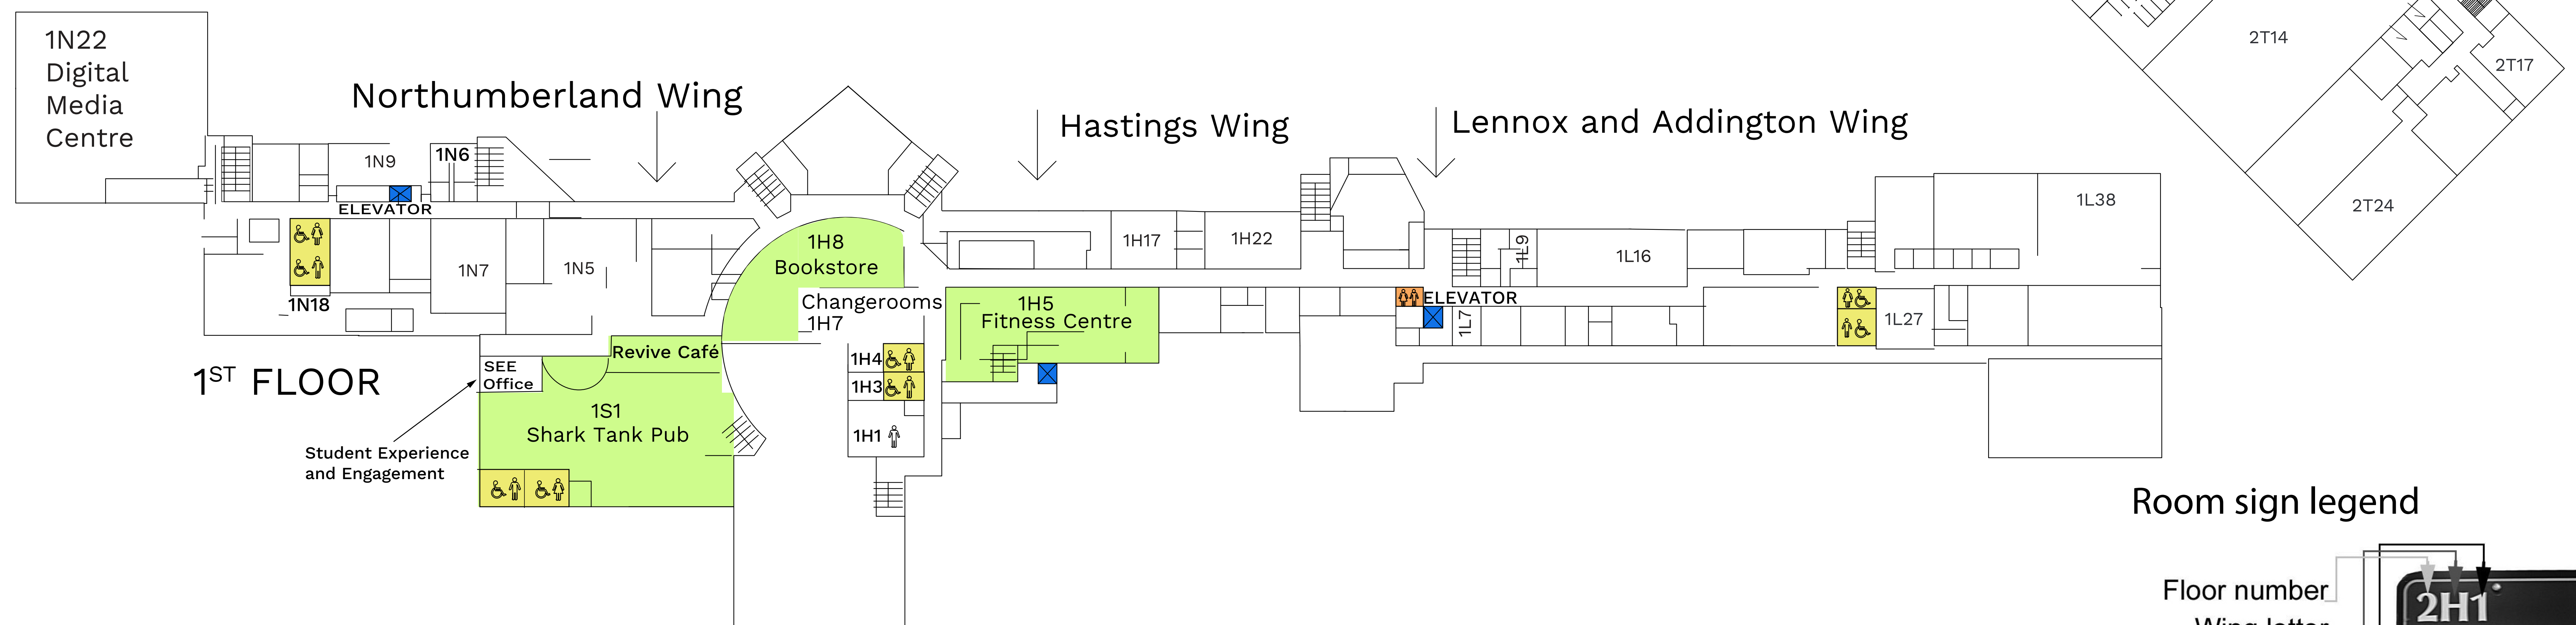 1N22
Digital
Media
Centre
Northumberland Wing
Hastings Wing
Lennox and Addington Wing
2T14
2T17
2T24
1N9
1N6
ELEVATOR
1N7
1N5
1N18
1H8
Bookstore
Changerooms
1H7
1H5
Fitness Centre
1H17
1H22
1L9
1L16
1L38
ELEVATOR
1L7
1L27
Revive Café
SEE
Office
1H4
1H3
1H1
1ST FLOOR
1S1
Shark Tank Pub
Student Experience
and Engagement
Room sign legend
Floor number
2H1
Wing letter